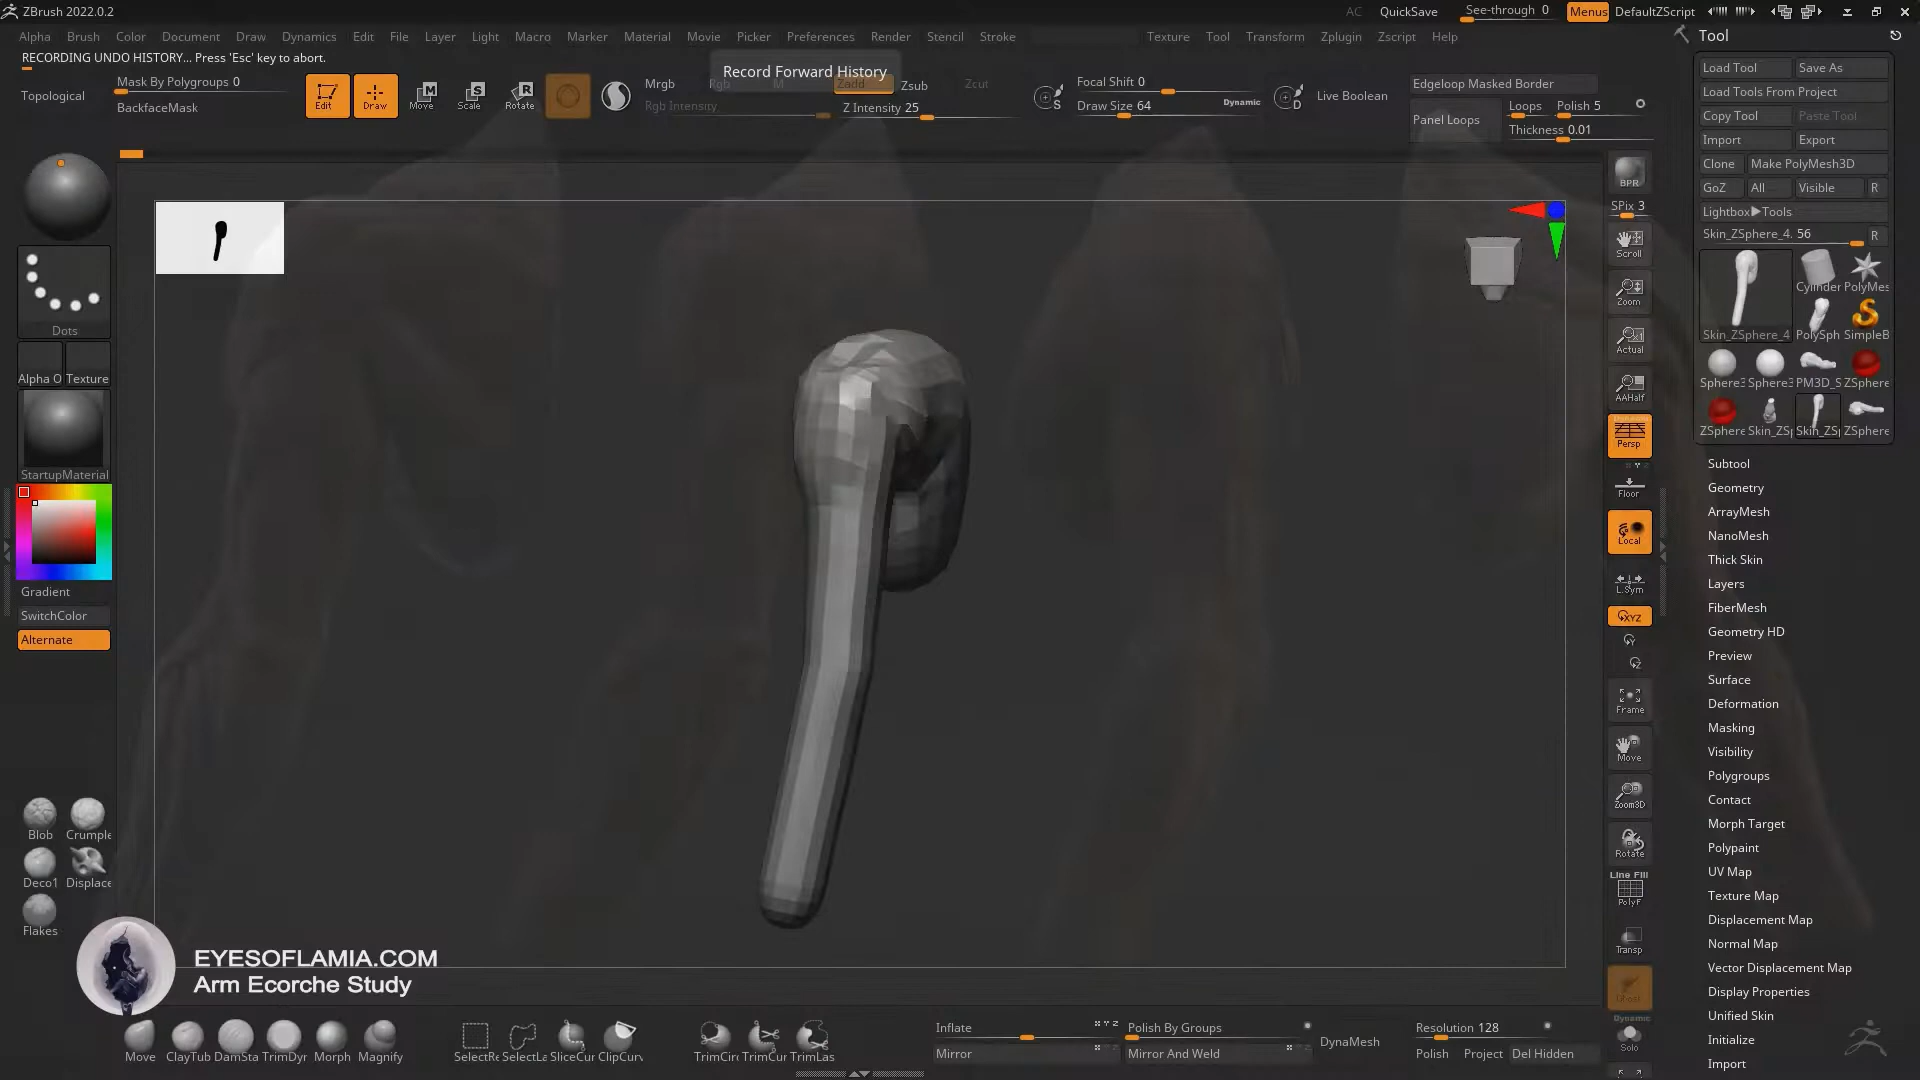 ZBrush 2022.0.2
AC
QuickSave
See-through 0
Menus
DefaultZScript
Alpha Brush Color Document Draw Dynamics Edit File Layer Light Macro Marker Material Movie Picker Preferences Render Stencil Stroke Texture Tool Transform Zplugin Zscript Help
Tool
RECORDING UNDO HISTORY... Press 'Esc' key to abort.
Record Forward History
Topological
Mask By Polygroups 0
BackfaceMask
Edit
Draw
Move
Scale
Rotate
Mrgb
Rgb
M
Zadd
Zsub
Zcut
Rgb Intensity
Z Intensity 25
Focal Shift 0
Draw Size 64
Dynamic
Live Boolean
Edgeloop Masked Border
Panel Loops
Loops
Polish 5
Thickness 0.01
Load Tool
Save As
Load Tools From Project
Copy Tool
Paste Tool
Import
Export
Clone
Make PolyMesh3D
GoZ
All
Visible
R
Lightbox▶Tools
Skin_ZSphere_4. 56
R
Skin_ZSphere_4
Cylinder
PolyMes
PolySph
SimpleB
Sphere3
Sphere3
PM3D_S
ZSphere
ZSphere
Skin_ZSp
Skin_ZSp
ZSphere
Subtool
Geometry
ArrayMesh
NanoMesh
Thick Skin
Layers
FiberMesh
Geometry HD
Preview
Surface
Deformation
Masking
Visibility
Polygroups
Contact
Morph Target
Polypaint
UV Map
Texture Map
Displacement Map
Normal Map
Vector Displacement Map
Display Properties
Unified Skin
Initialize
Import
BPR
SPix 3
Scroll
Zoom
Actual
AAHalf
Persp
Floor
Local
L.Sym
XYZ
Frame
Move
Zoom3D
Rotate
Line Fill
PolyF
Transp
Dynamic
Solo
Dots
Alpha O
Texture
StartupMaterial
Gradient
SwitchColor
Alternate
Blob
Crumple
Deco1
Displace
Flakes
EYESOFLAMIA.COM
Arm Ecorche Study
Move
ClayTub
DamSta
TrimDyr
Morph
Magnify
SelectRe
SelectLa
SliceCur
ClipCurv
TrimCirc
TrimCur
TrimLas
Inflate
Mirror
Polish By Groups
Mirror And Weld
DynaMesh
Resolution 128
Polish
Project
Del Hidden